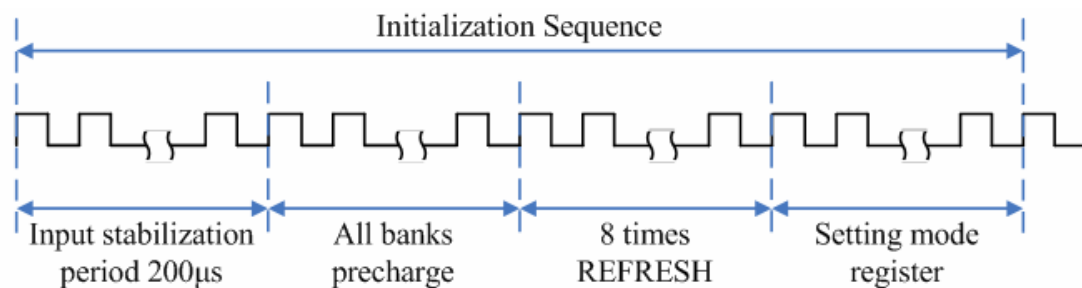 Initialization Sequence
Input stabilization
period 200μs
All banks
precharge
8 times
REFRESH
Setting mode
register